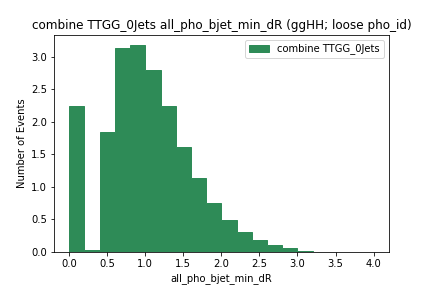 combine TTGG_0Jets all_pho_bjet_min_dR (ggHH; loose pho_id)
combine TTGG_0Jets
Number of Events
3.0
2.5
2.0
1.5
1.0
0.5
0.0
0.0 0.5 1.0 1.5 2.0 2.5 3.0 3.5 4.0
all_pho_bjet_min_dR